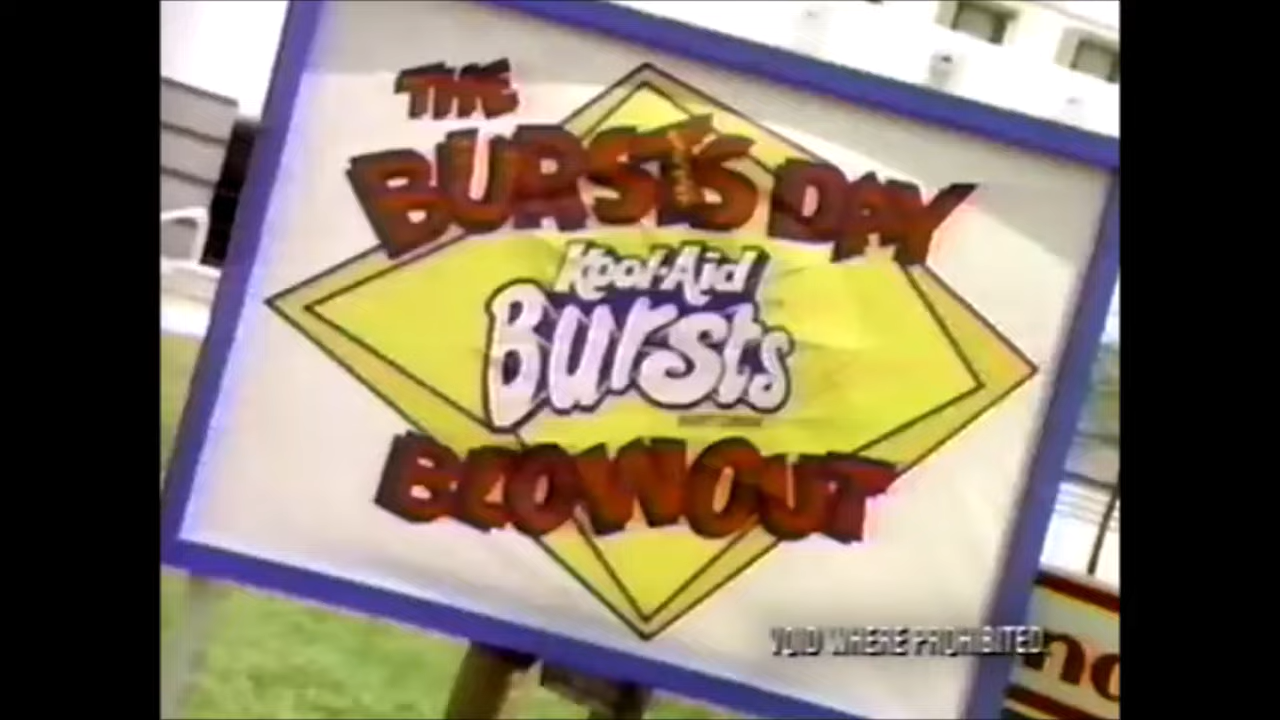 THE
BURSTS DAY
Kool-Aid
Bursts
BLOWOUT
VOID WHERE PROHIBITED.